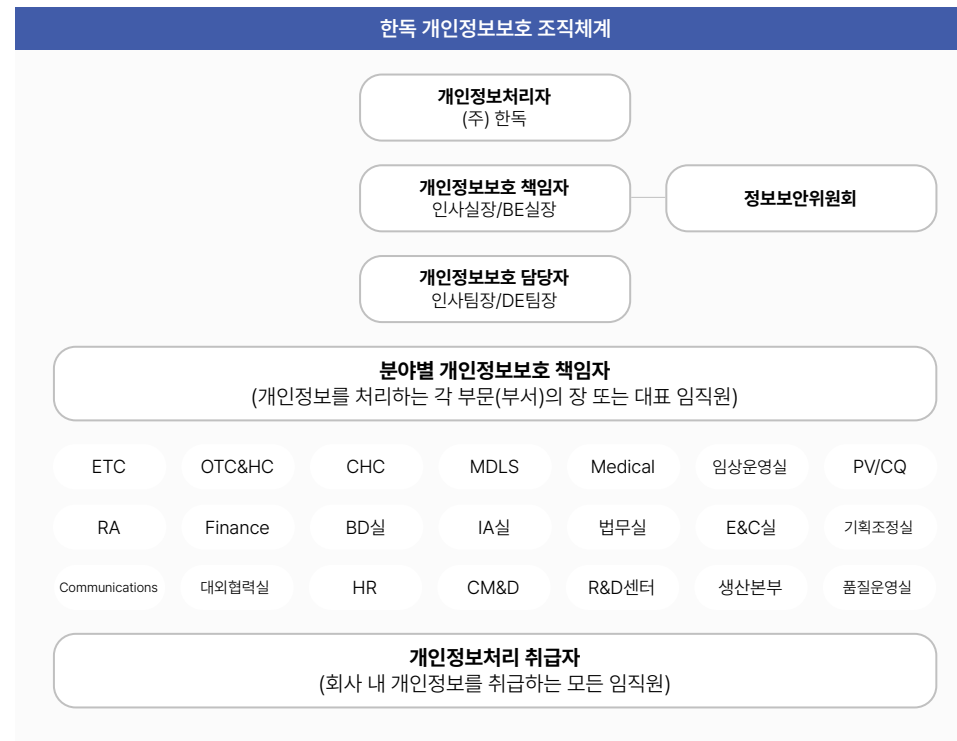 한독 개인정보보호 조직체계
개인정보처리자
(주) 한독
개인정보보호 책임자
인사실장/BE실장
정보보안위원회
개인정보보호 담당자
인사팀장/DE팀장
분야별 개인정보보호 책임자
(개인정보를 처리하는 각 부문(부서)의 장 또는 대표 임직원)
ETC OTC&HC CHC MDLS Medical 임상운영실 PV/CQ
RA Finance BD실 IA실 법무실 E&C실 기획조정실
Communications 대외협력실 HR CM&D R&D센터 생산본부 품질운영실
개인정보처리 취급자
(회사 내 개인정보를 취급하는 모든 임직원)